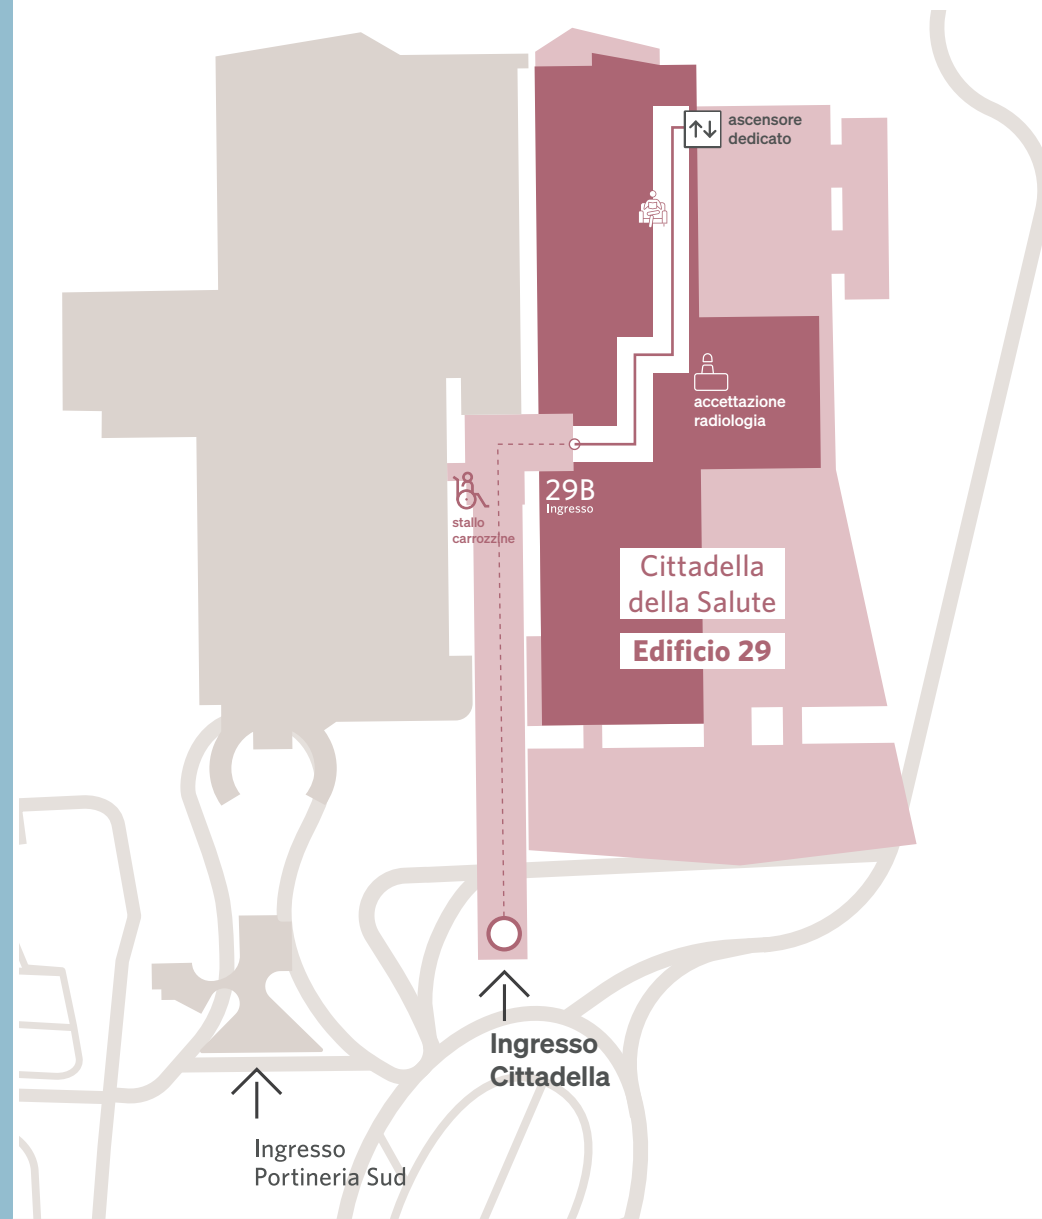 ascensore
dedicato
accettazione
radiologia
29B
Ingresso
stallo
carrozzine
Cittadella
della Salute
Edificio 29
Ingresso
Cittadella
Ingresso
Portineria Sud